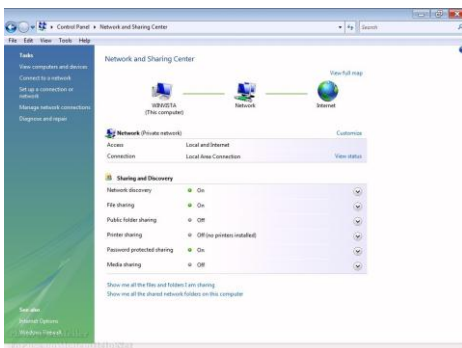 Control Panel ▸ Network and Sharing Center
Search
File Edit View Tools Help
Tasks
View computers and devices
Connect to a network
Set up a connection or
network
Manage network connections
Diagnose and repair
See also
Internet Options
Windows Firewall
Network and Sharing Center
View full map
WINVISTA
(This computer)
Network
Internet
Network (Private network)
Customize
Access Local and Internet
Connection Local Area Connection View status
Sharing and Discovery
Network discovery On
File sharing On
Public folder sharing Off
Printer sharing Off (no printers installed)
Password protected sharing On
Media sharing Off
Show me all the files and folders I am sharing
Show me all the shared network folders on this computer